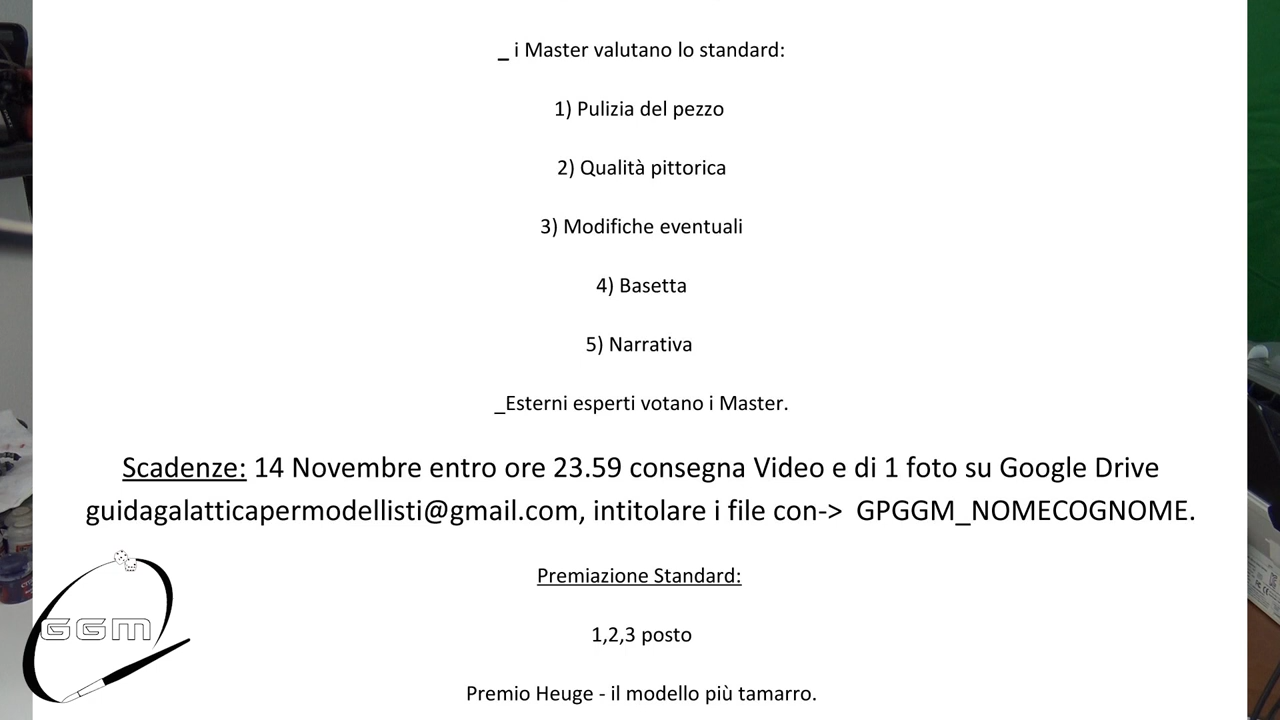 _ i Master valutano lo standard:
1) Pulizia del pezzo
2) Qualità pittorica
3) Modifiche eventuali
4) Basetta
5) Narrativa
_Esterni esperti votano i Master.
Scadenze: 14 Novembre entro ore 23.59 consegna Video e di 1 foto su Google Drive
guidagalatticapermodellisti@gmail.com, intitolare i file con->  GPGGM_NOMECOGNOME.
Premiazione Standard:
GGM
1,2,3 posto
Premio Heuge - il modello più tamarro.